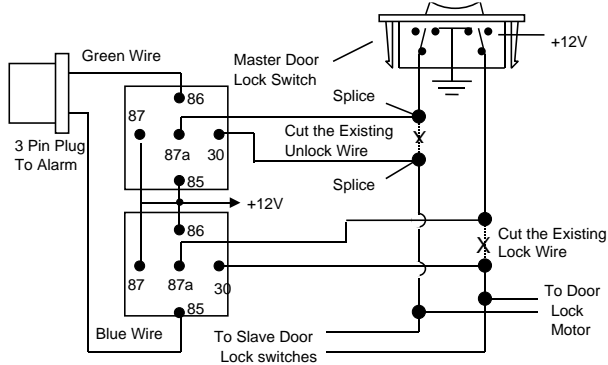 Green Wire
Master Door
Lock Switch
+12V
3 Pin Plug
To Alarm
86
87
87a
30
85
Splice
Cut the Existing
Unlock Wire
Splice
+12V
86
87
87a
30
85
X
X
Cut the Existing
Lock Wire
Blue Wire
To Slave Door
Lock switches
To Door
Lock
Motor